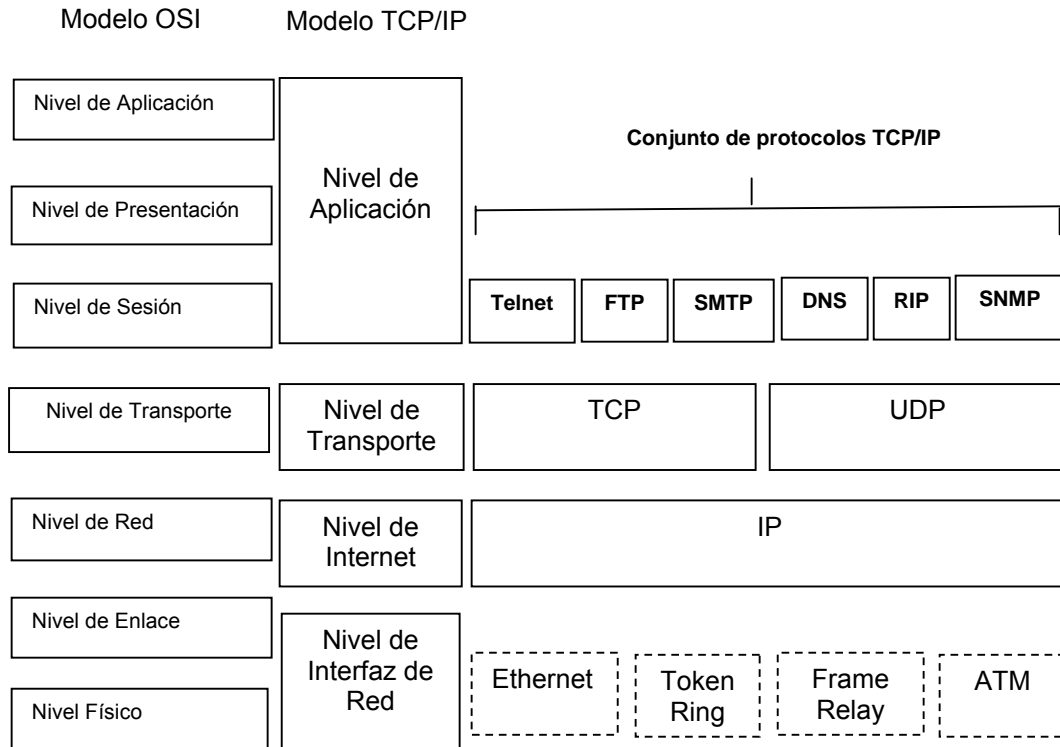 Modelo OSI
Modelo TCP/IP
Nivel de Aplicación
Nivel de Presentación
Nivel de Sesión
Nivel de
Aplicación
Conjunto de protocolos TCP/IP
Telnet
FTP
SMTP
DNS
RIP
SNMP
Nivel de Transporte
Nivel de
Transporte
TCP
UDP
Nivel de Red
Nivel de
Internet
IP
Nivel de Enlace
Nivel Físico
Nivel de
Interfaz de
Red
Ethernet
Token
Ring
Frame
Relay
ATM